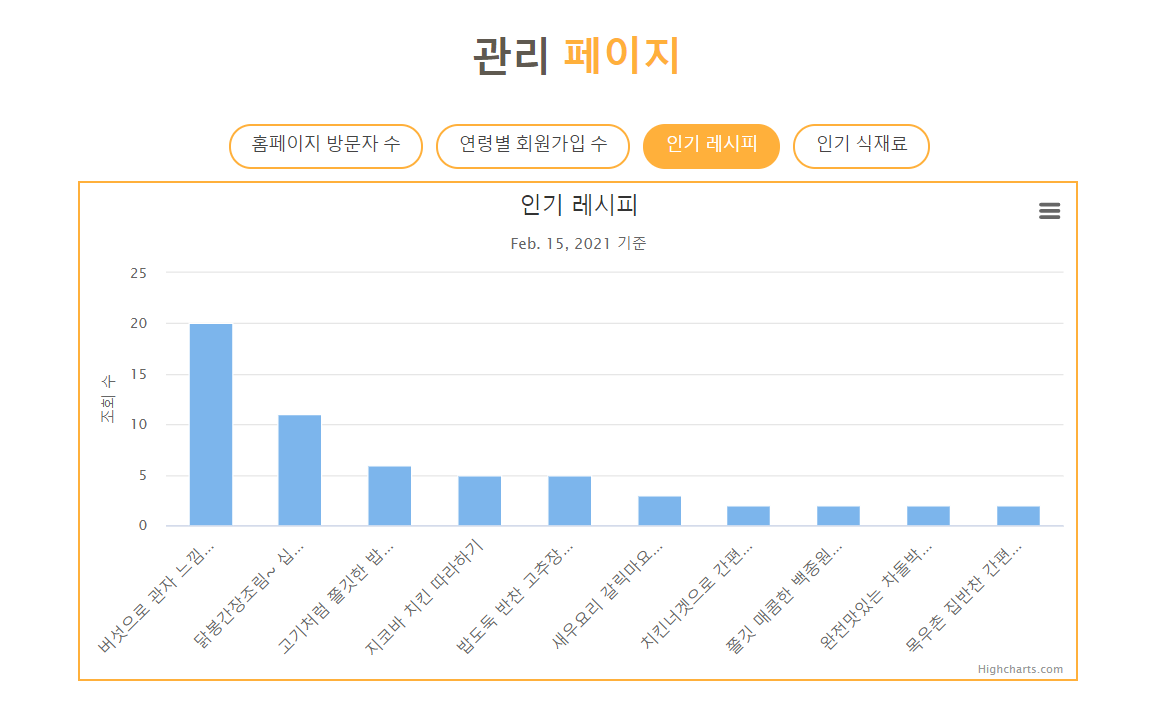 관리 페이지
홈페이지 방문자 수
연령별 회원가입 수
인기 레시피
인기 식재료
인기 레시피
Feb. 15, 2021 기준
조회 수
25
20
15
10
5
0
버섯으로 관자 느낌…
닭봉간장조림~ 십…
고기처럼 쫄깃한 밥…
지코바 치킨 따라하기
밥도둑 반찬 고추장…
새우요리 갈릭마요…
치킨너겟으로 간편…
쫄깃 매콤한 백종원…
완전맛있는 차돌박…
목우촌 집반찬 간편…
Highcharts.com